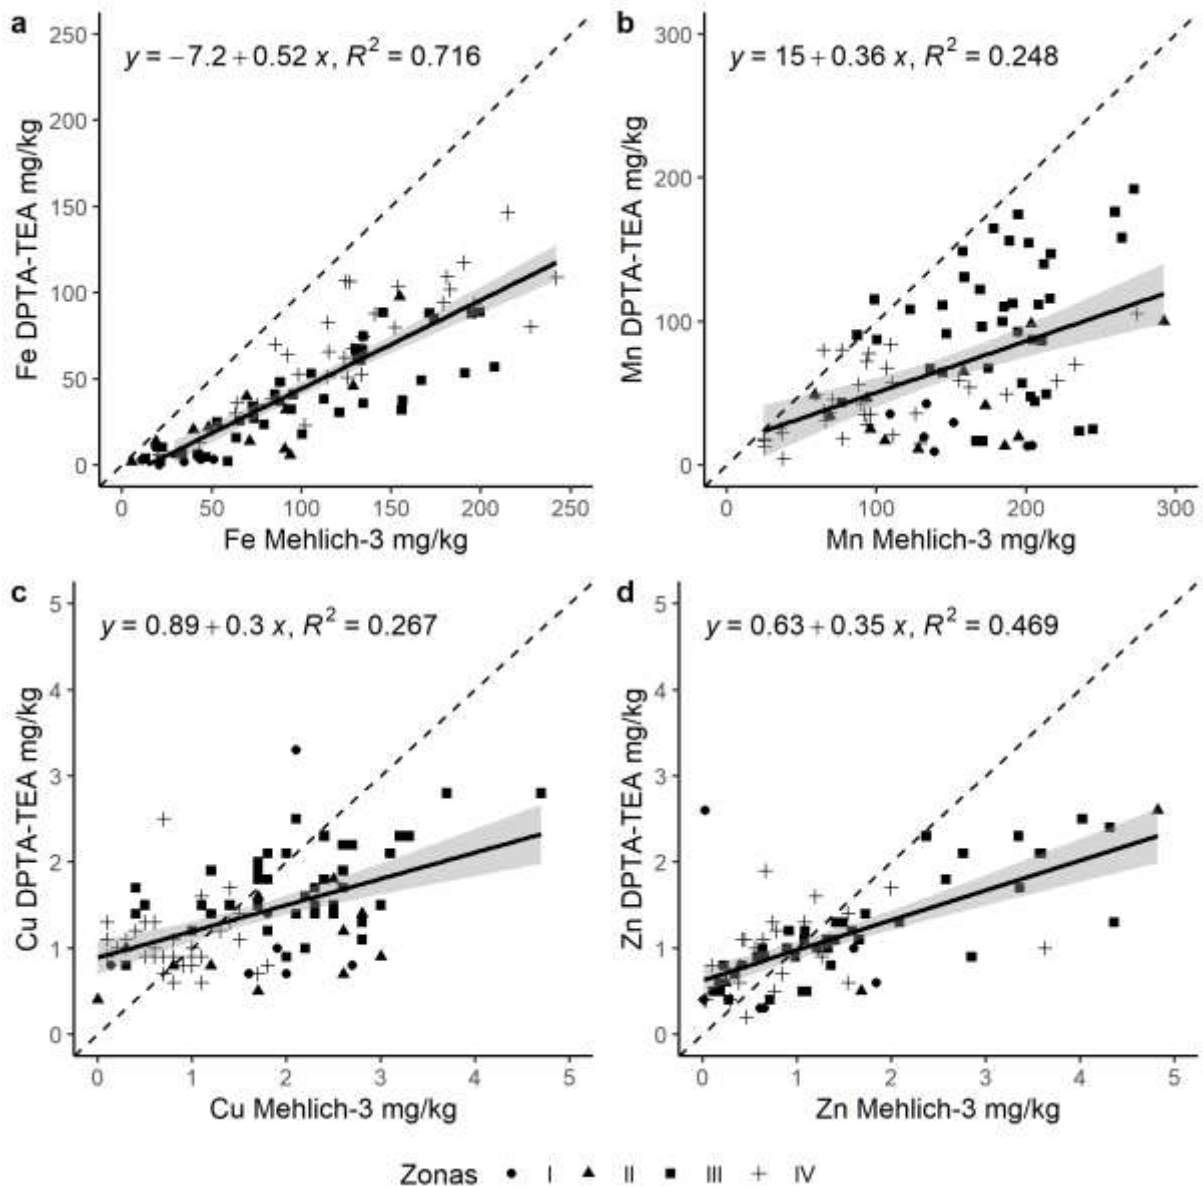 a
y = −7.2 + 0.52 x, R² = 0.716
Fe DPTA-TEA mg/kg
250
200
150
100
50
0
0 50 100 150 200 250
Fe Mehlich-3 mg/kg
b
y = 15 + 0.36 x, R² = 0.248
Mn DPTA-TEA mg/kg
300
200
100
0
0 100 200 300
Mn Mehlich-3 mg/kg
c
y = 0.89 + 0.3 x, R² = 0.267
Cu DPTA-TEA mg/kg
5
4
3
2
1
0
0 1 2 3 4 5
Cu Mehlich-3 mg/kg
d
y = 0.63 + 0.35 x, R² = 0.469
Zn DPTA-TEA mg/kg
5
4
3
2
1
0
0 1 2 3 4 5
Zn Mehlich-3 mg/kg
Zonas I II III IV